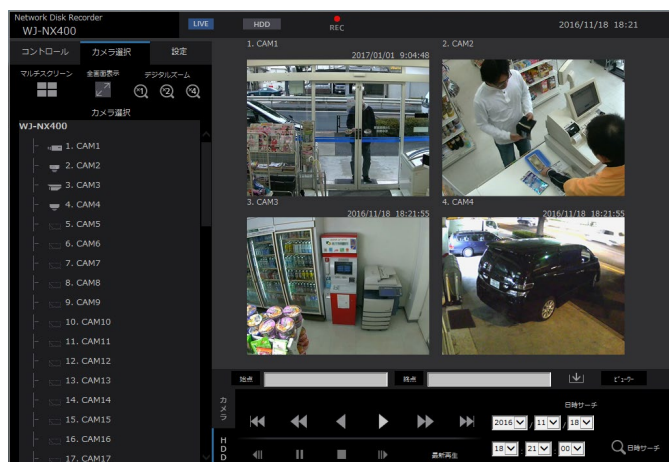 Network Disk Recorder
WJ-NX400
LIVE
HDD
REC
2016/11/18 18:21
コントロール
カメラ選択
設定
マルチスクリーン
全画面表示
デジタルズーム
×1
×2
×4
カメラ選択
WJ-NX400
1. CAM1
2. CAM2
3. CAM3
4. CAM4
5. CAM5
6. CAM6
7. CAM7
8. CAM8
9. CAM9
10. CAM10
11. CAM11
12. CAM12
13. CAM13
14. CAM14
15. CAM15
16. CAM16
17. CAM17
1. CAM1
2017/01/01 9:04:48
2. CAM2
3. CAM3
2016/11/18 18:21:55
4. CAM4
2016/11/18 18:21:55
始点
終点
ﾋﾞｭｰﾜｰ
カメラ
HDD
最新再生
日時サーチ
2016 / 11 / 18
18 : 21 : 00
日時サーチ